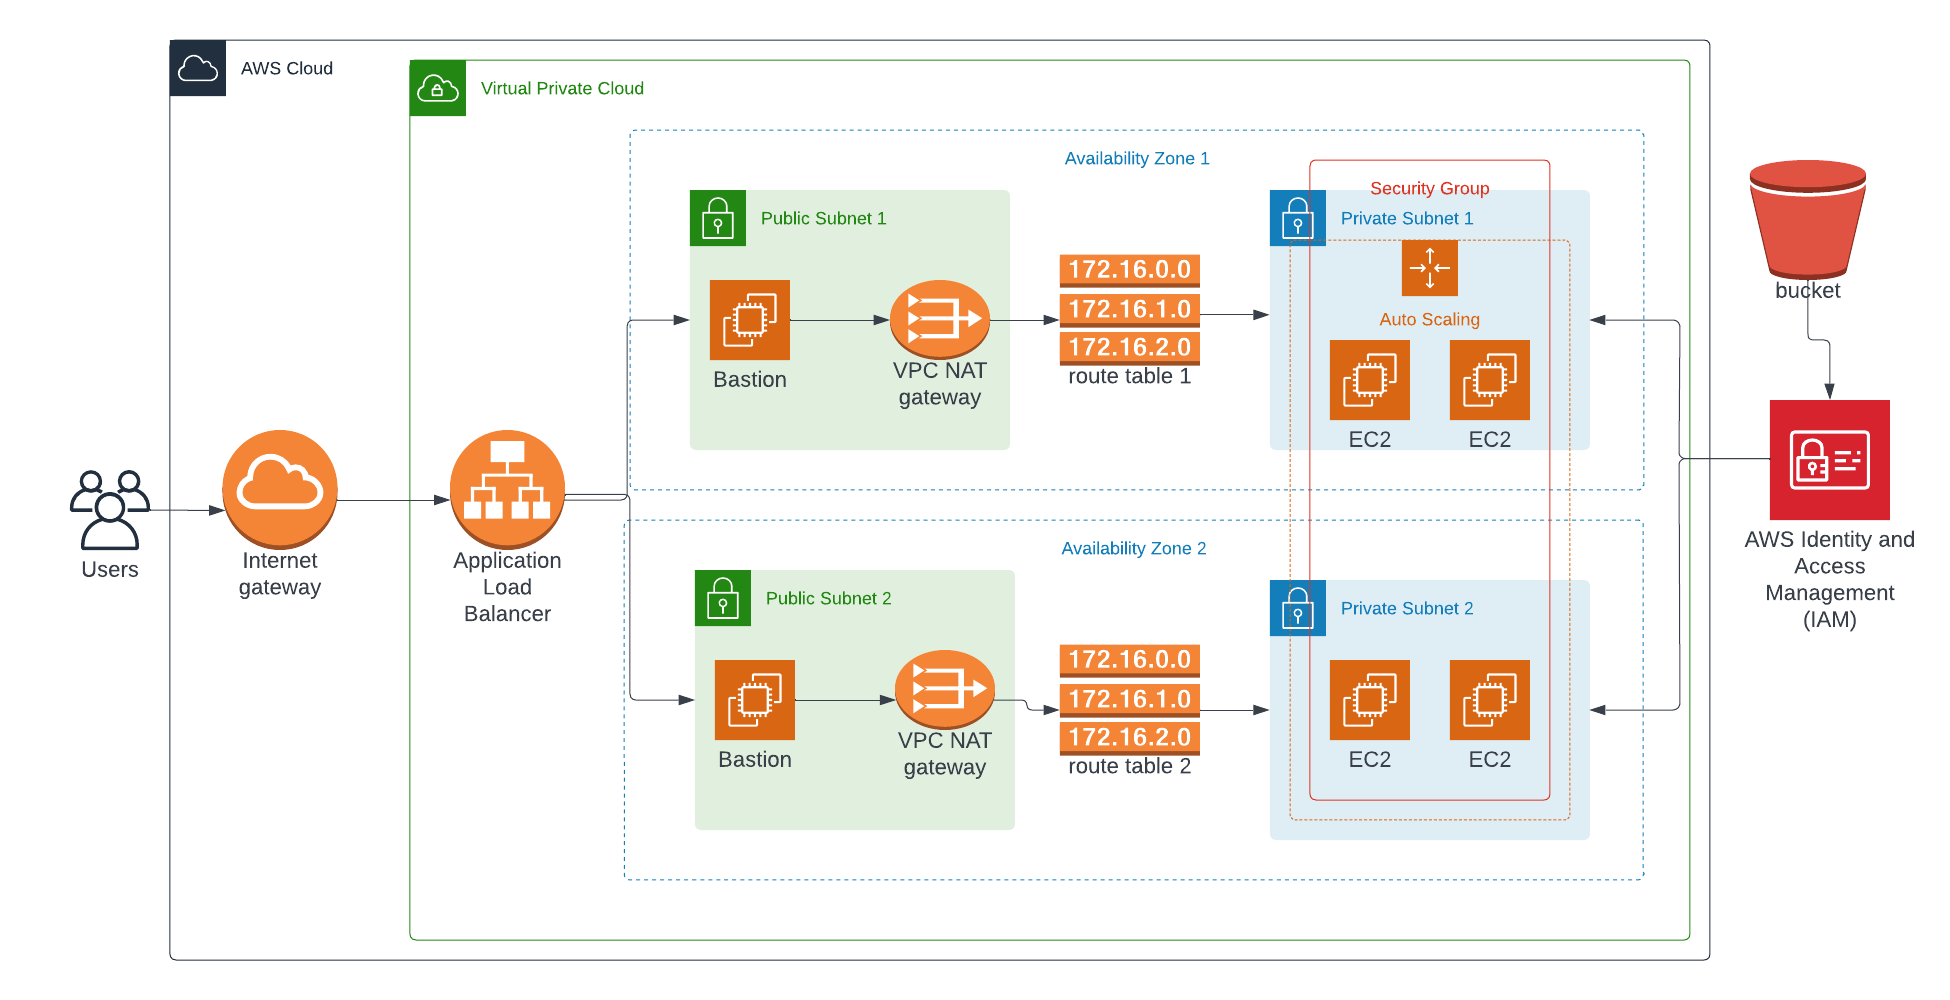 AWS Cloud
Virtual Private Cloud
Availability Zone 1
Security Group
Public Subnet 1
Private Subnet 1
172.16.0.0
172.16.1.0
172.16.2.0
route table 1
Auto Scaling
Bastion
VPC NAT
gateway
EC2
EC2
bucket
Users
Internet
gateway
Application
Load
Balancer
AWS Identity and
Access
Management
(IAM)
Availability Zone 2
Public Subnet 2
Private Subnet 2
172.16.0.0
172.16.1.0
172.16.2.0
route table 2
Bastion
VPC NAT
gateway
EC2
EC2